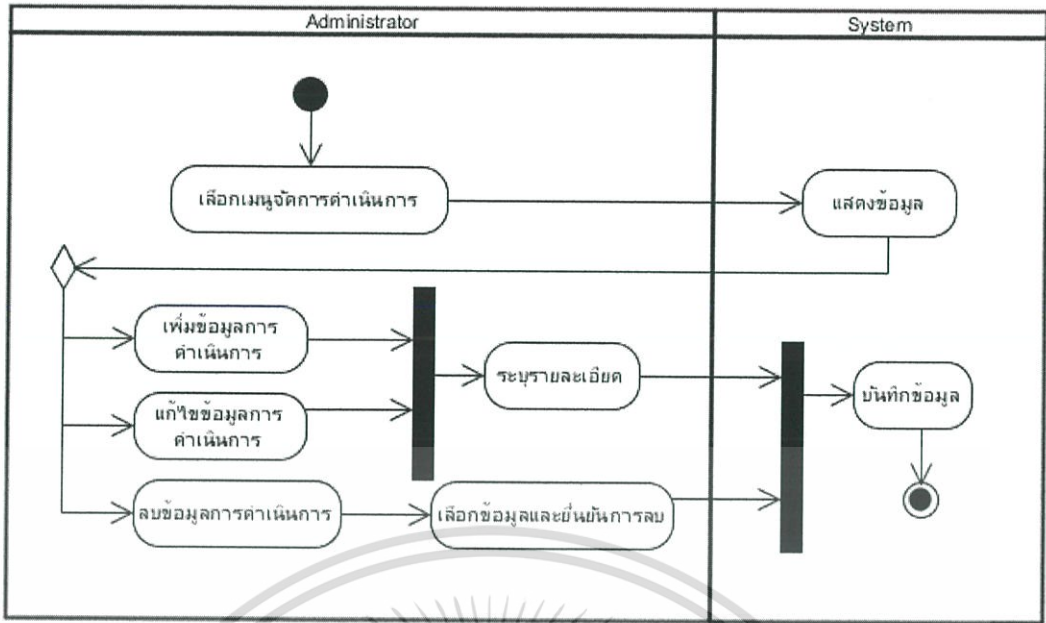 Administrator
System
เลือกเมนูจัดการดำเนินการ
แสดงข้อมูล
เพิ่มข้อมูลการ
ดำเนินการ
ระบุรายละเอียด
แก้ไขข้อมูลการ
ดำเนินการ
บันทึกข้อมูล
ลบข้อมูลการดำเนินการ
เลือกข้อมูลและยืนยันการลบ